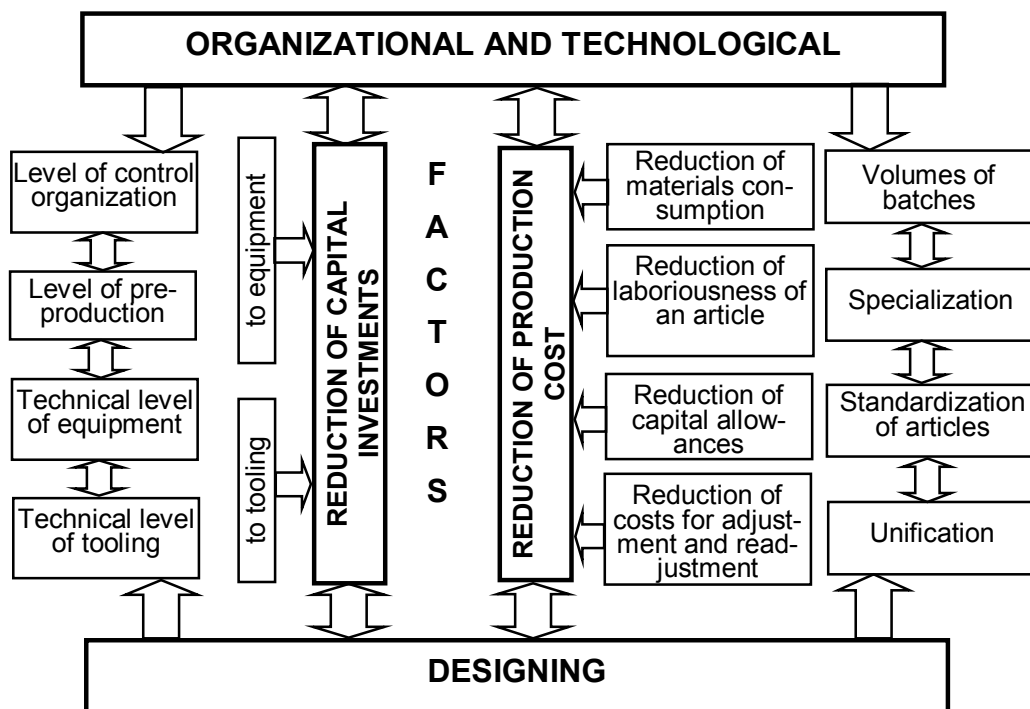 ORGANIZATIONAL AND TECHNOLOGICAL
Level of control
organization
Level of pre-
production
Technical level
of equipment
Technical level
of tooling
to equipment
to tooling
REDUCTION OF CAPITAL
INVESTMENTS
F
A
C
T
O
R
S
REDUCTION OF PRODUCTION
COST
Reduction of
materials con-
sumption
Reduction of
laboriousness of
an article
Reduction of
capital allow-
ances
Reduction of
costs for adjust-
ment and read-
justment
Volumes of
batches
Specialization
Standardization
of articles
Unification
DESIGNING